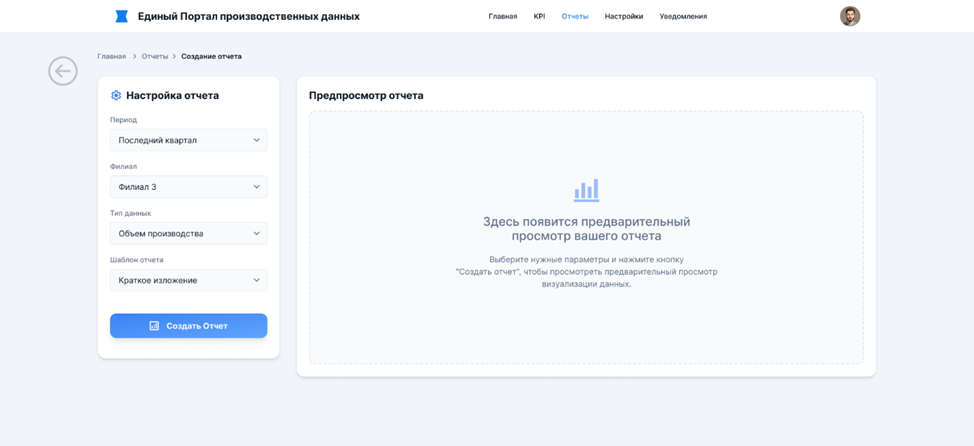 Единый Портал производственных данных
Главная
KPI
Отчеты
Настройки
Уведомления
Главная > Отчеты > Создание отчета
Настройка отчета
Период
Последний квартал
Филиал
Филиал 3
Тип данных
Объем производства
Шаблон отчета
Краткое изложение
Создать Отчет
Предпросмотр отчета
Здесь появится предварительный
просмотр вашего отчета
Выберите нужные параметры и нажмите кнопку
"Создать отчет", чтобы просмотреть предварительный просмотр
визуализации данных.